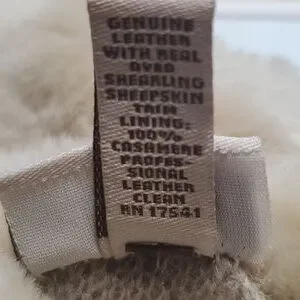 GENUINE
LEATHER
WITH REAL
DYED
SHEARLING
SHEEPSKIN
TRIM
LINING:
100%
CASHMERE
PROFES-
SIONAL
LEATHER
CLEAN
RN 17541